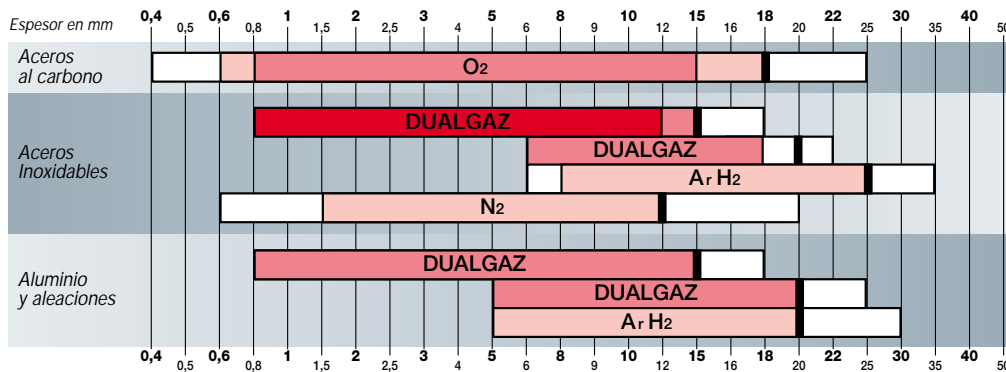 Espesor en mm
0,4 0,6 1 2 3 5 8 10 15 18 22 30 40
0,5 0,8 1,5 2,5 4 6 9 12 16 20 25 35 50
Aceros
al carbono
O2
Aceros
Inoxidables
DUALGAZ
DUALGAZ
Ar H2
N2
Aluminio
y aleaciones
DUALGAZ
DUALGAZ
Ar H2
0,4 0,6 1 2 3 5 8 10 14 18 22 30 40
0,5 0,8 1,5 2,5 4 6 9 12 16 20 25 35 50